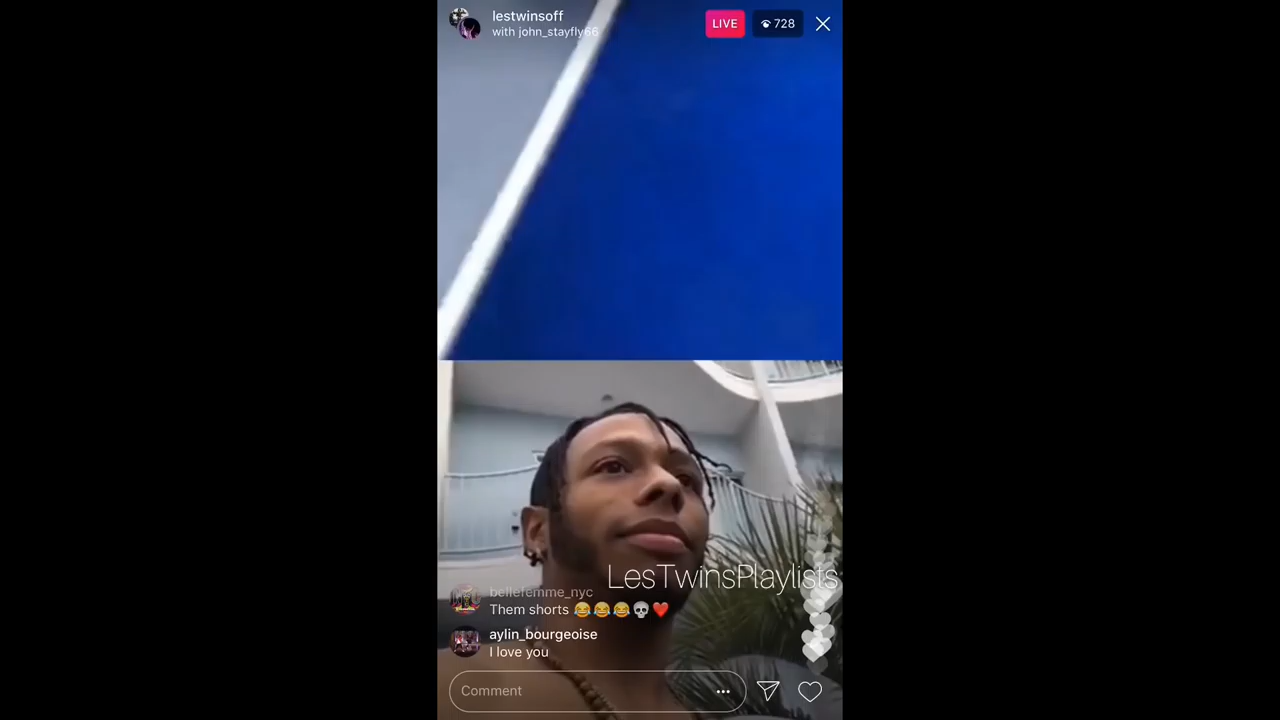 lestwinsoff
with john_stayfly66
LIVE
728
LesTwinsPlaylists
bellefemme_nyc
Them shorts 😂😂😂💀❤️
aylin_bourgeoise
I love you
Comment